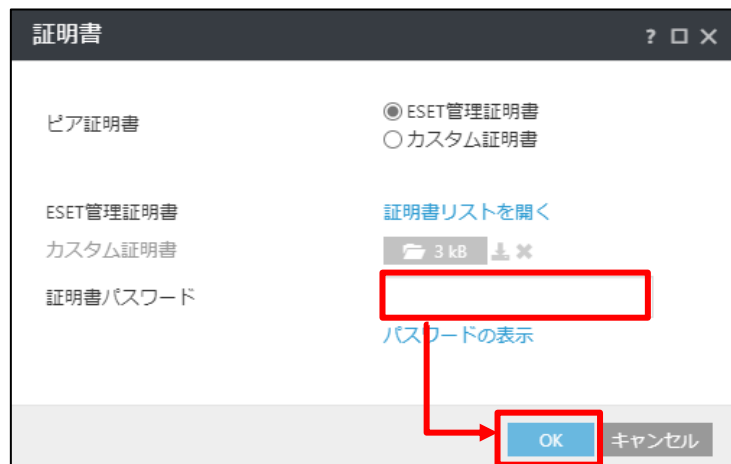 証明書 ?
ピア証明書
ESET管理証明書
カスタム証明書
ESET管理証明書 証明書リストを開く
カスタム証明書 3 kB
証明書パスワード
パスワードの表示
OK キャンセル